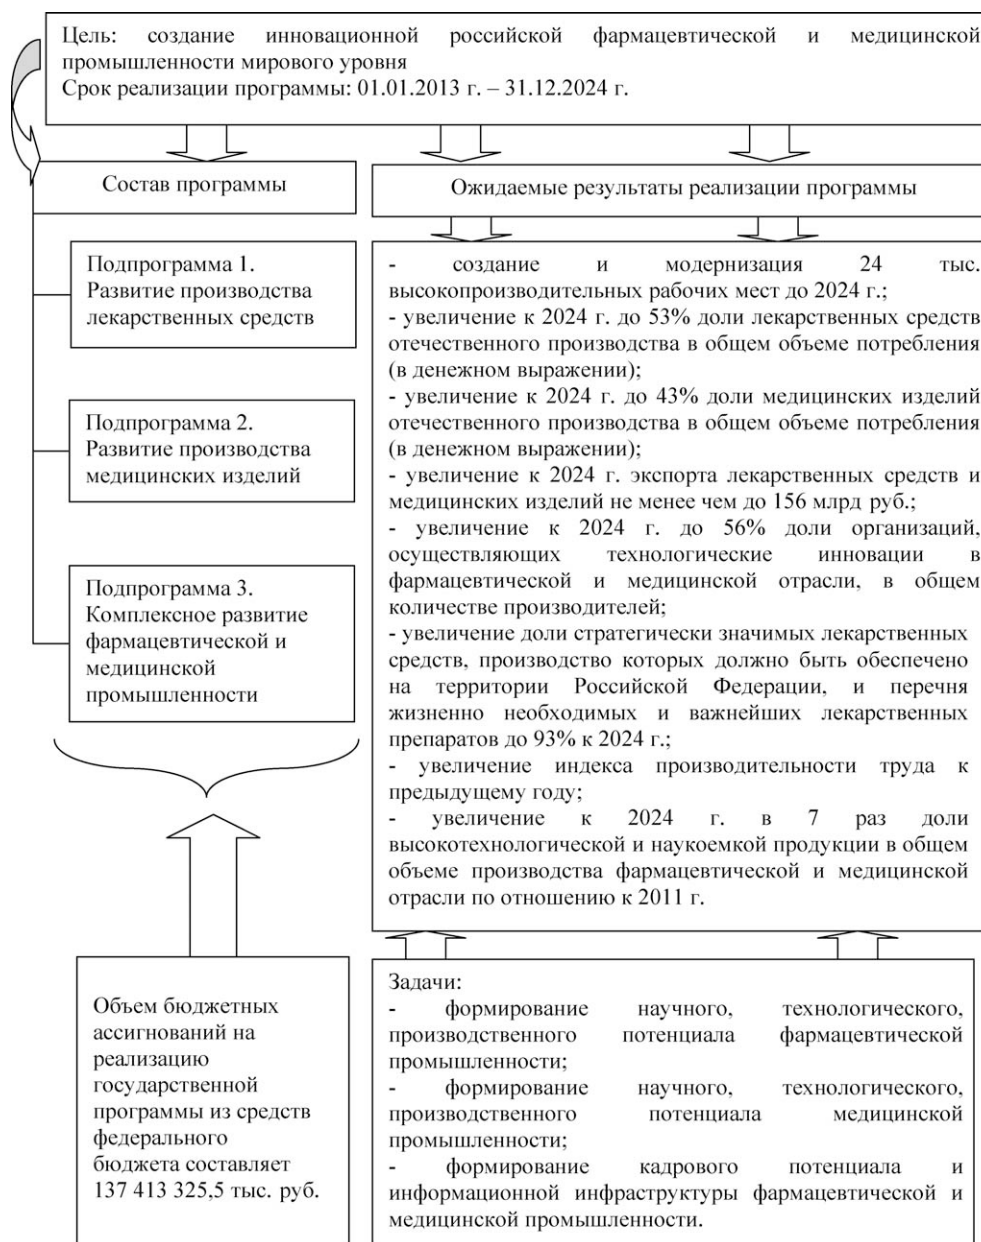 Цель: создание инновационной российской фармацевтической и медицинской
промышленности мирового уровня
Срок реализации программы: 01.01.2013 г. – 31.12.2024 г.
Состав программы
Ожидаемые результаты реализации программы
Подпрограмма 1.
Развитие производства
лекарственных средств
Подпрограмма 2.
Развитие производства
медицинских изделий
Подпрограмма 3.
Комплексное развитие
фармацевтической и
медицинской
промышленности
Объем бюджетных
ассигнований на
реализацию
государственной
программы из средств
федерального
бюджета составляет
137 413 325,5 тыс. руб.
- создание и модернизация 24 тыс.
высокопроизводительных рабочих мест до 2024 г.;
- увеличение к 2024 г. до 53% доли лекарственных средств
отечественного производства в общем объеме потребления
(в денежном выражении);
- увеличение к 2024 г. до 43% доли медицинских изделий
отечественного производства в общем объеме потребления
(в денежном выражении);
- увеличение к 2024 г. экспорта лекарственных средств и
медицинских изделий не менее чем до 156 млрд руб.;
- увеличение к 2024 г. до 56% доли организаций,
осуществляющих технологические инновации в
фармацевтической и медицинской отрасли, в общем
количестве производителей;
- увеличение доли стратегически значимых лекарственных
средств, производство которых должно быть обеспечено
на территории Российской Федерации, и перечня
жизненно необходимых и важнейших лекарственных
препаратов до 93% к 2024 г.;
- увеличение индекса производительности труда к
предыдущему году;
- увеличение к 2024 г. в 7 раз доли
высокотехнологической и наукоемкой продукции в общем
объеме производства фармацевтической и медицинской
отрасли по отношению к 2011 г.
Задачи:
- формирование научного, технологического,
производственного потенциала фармацевтической
промышленности;
- формирование научного, технологического,
производственного потенциала медицинской
промышленности;
- формирование кадрового потенциала и
информационной инфраструктуры фармацевтической и
медицинской промышленности.